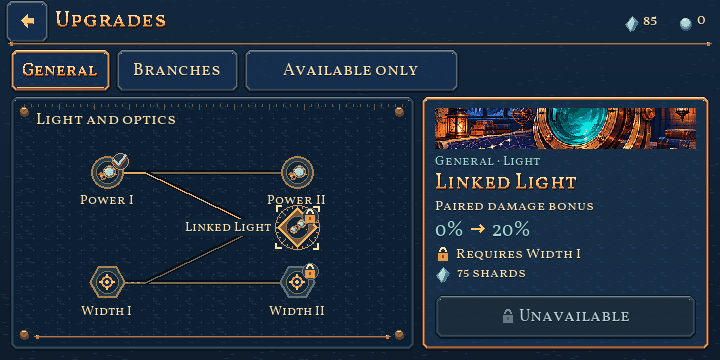 Upgrades
85
0
General
Branches
Available only
Light and optics
Power I
Power II
Linked Light
Width I
Width II
General · Light
Linked Light
Paired damage bonus
0% → 20%
Requires Width I
75 shards
Unavailable